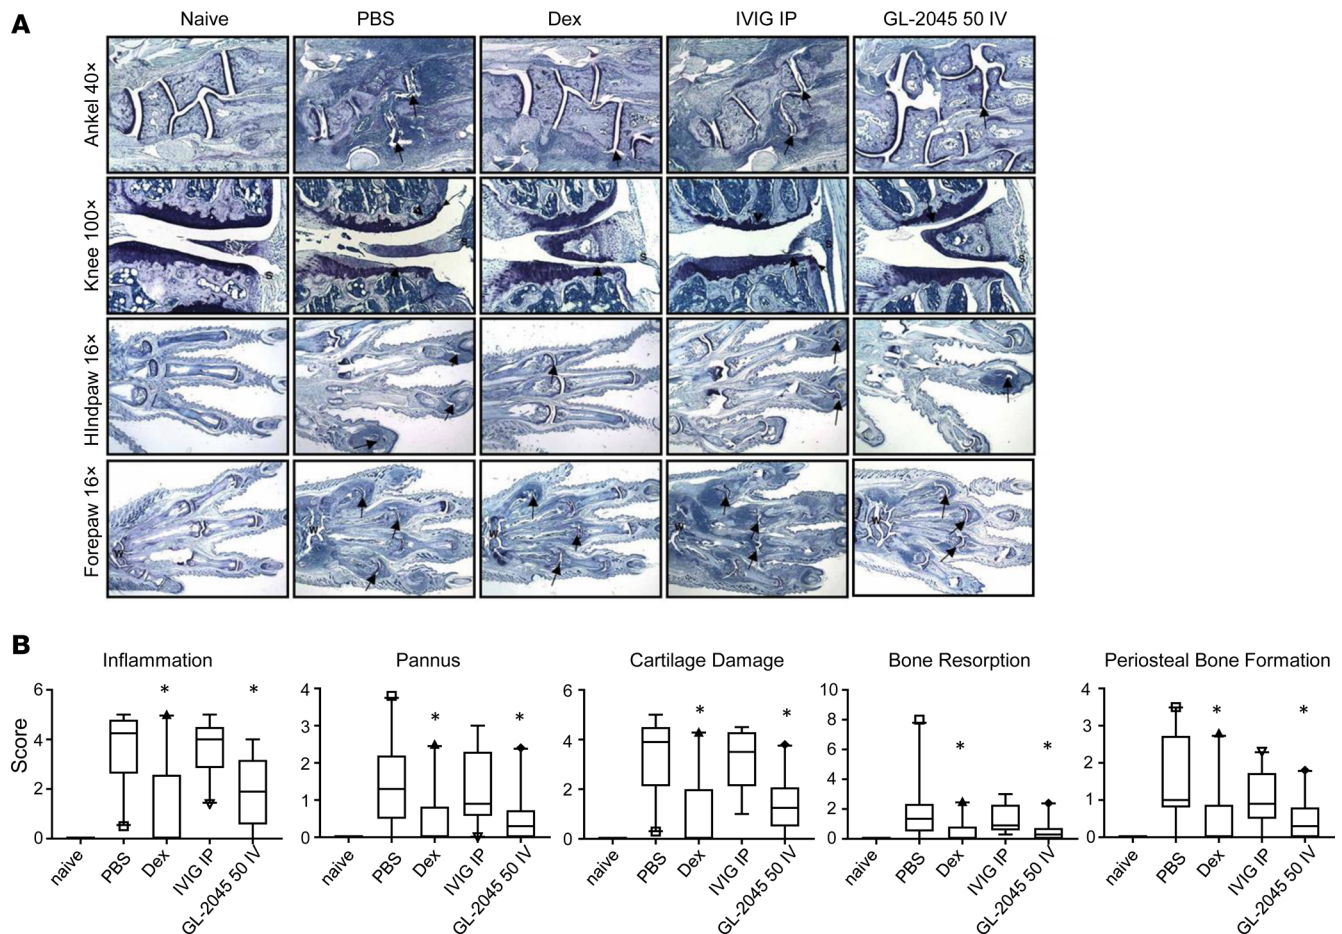 A
Naive PBS Dex IVIG IP GL-2045 50 IV
Ankel 40×
Knee 100×
S S S S S
HIndpaw 16×
Forepaw 16×
W W W W W
B
Inflammation Pannus Cartilage Damage Bone Resorption Periosteal Bone Formation
Score
6 4 2 0
* *
naive PBS Dex IVIG IP GL-2045 50 IV
4 3 2 1 0
* *
naive PBS Dex IVIG IP GL-2045 50 IV
6 4 2 0
* *
naive PBS Dex IVIG IP GL-2045 50 IV
10 8 6 4 2 0
* *
naive PBS Dex IVIG IP GL-2045 50 IV
4 3 2 1 0
* *
naive PBS Dex IVIG IP GL-2045 50 IV